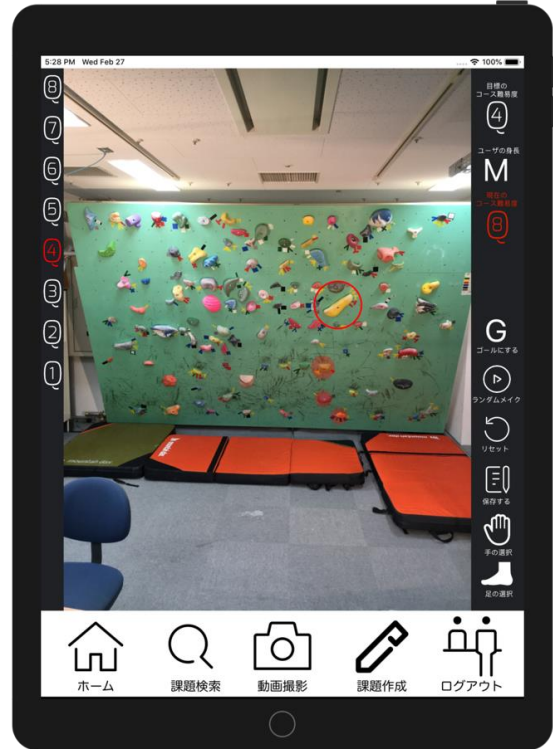 5:28 PM Wed Feb 27
100%
8
7
6
5
4
3
2
1
目標の
コース難易度
4
ユーザの身長
M
現在の
コース難易度
8
G
ゴールにする
ランダムメイク
リセット
保存する
手の選択
足の選択
ホーム
課題検索
動画撮影
課題作成
ログアウト